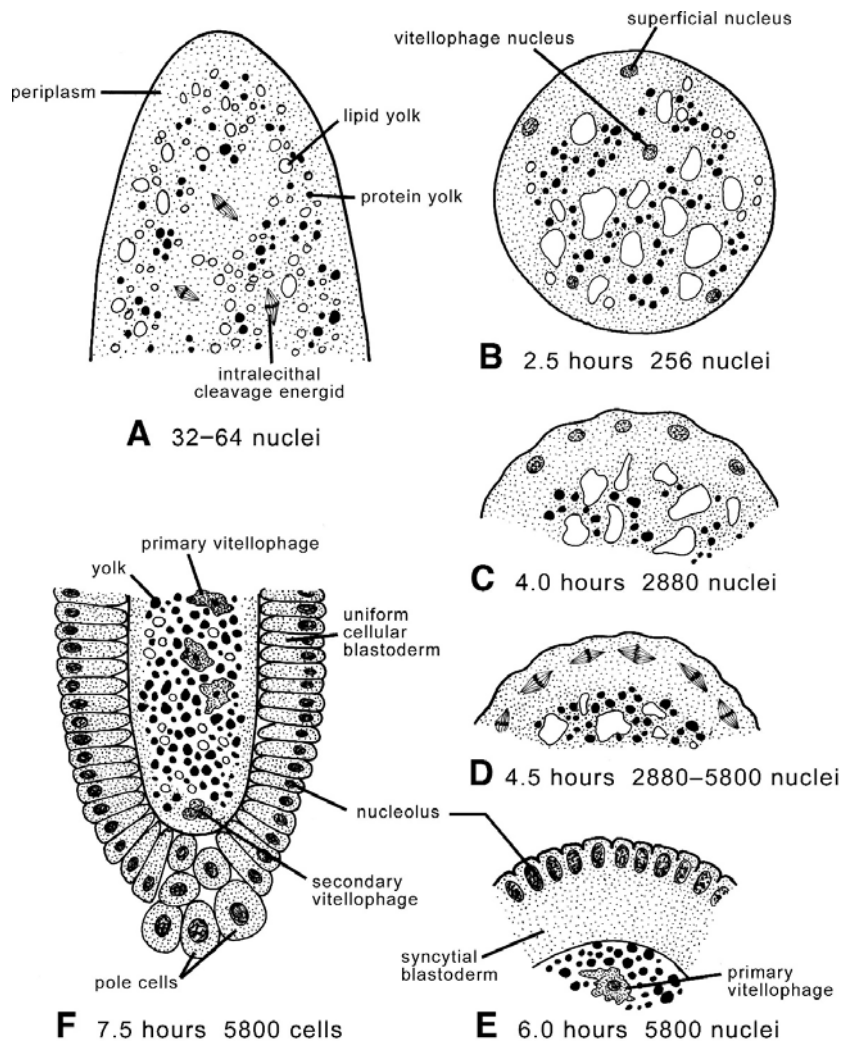 periplasm
lipid yolk
protein yolk
intralecithal
cleavage energid
A 32–64 nuclei
superficial nucleus
vitellophage nucleus
B 2.5 hours 256 nuclei
C 4.0 hours 2880 nuclei
D 4.5 hours 2880–5800 nuclei
primary vitellophage
yolk
uniform
cellular
blastoderm
nucleolus
secondary
vitellophage
pole cells
F 7.5 hours 5800 cells
syncytial
blastoderm
primary
vitellophage
E 6.0 hours 5800 nuclei